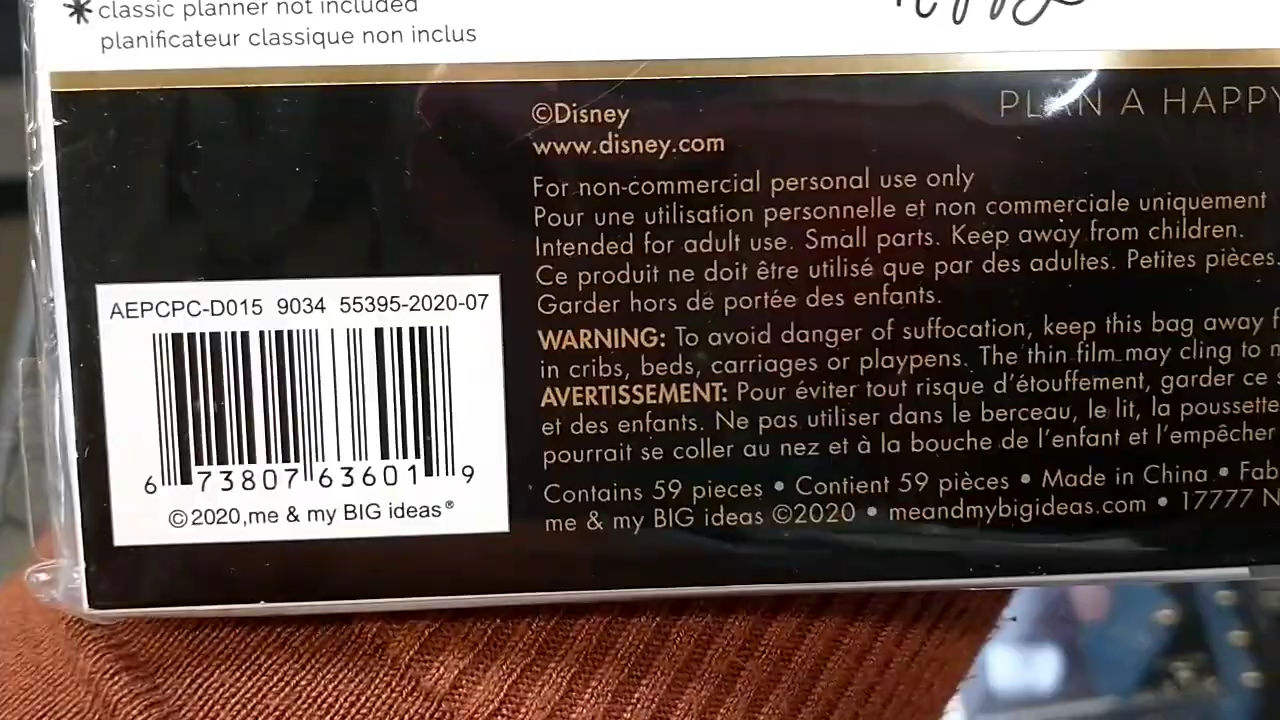 classic planner not included
planificateur classique non inclus
PLAN A HAPPY
©Disney
www.disney.com
For non-commercial personal use only
Pour une utilisation personnelle et non commerciale uniquement
Intended for adult use. Small parts. Keep away from children.
Ce produit ne doit être utilisé que par des adultes. Petites pièces.
Garder hors de portée des enfants.
WARNING: To avoid danger of suffocation, keep this bag away
in cribs, beds, carriages or playpens. The thin film may cling to
AVERTISSEMENT: Pour éviter tout risque d'étouffement, garder ce
et des enfants. Ne pas utiliser dans le berceau, le lit, la poussette
pourrait se coller au nez et à la bouche de l'enfant et l'empêcher
Contains 59 pieces • Contient 59 pièces • Made in China •
me & my BIG ideas ©2020 • meandmybigideas.com • 17777
AEPCPC-D015 9034 55395-2020-07
6 73807 63601 9
©2020,me & my BIG ideas®